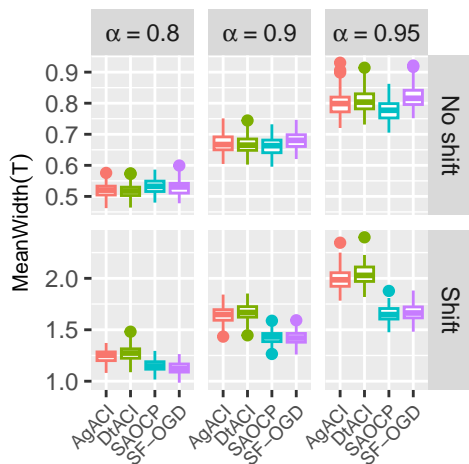 α = 0.8
α = 0.9
α = 0.95
MeanWidth(T)
0.9
0.8
0.7
0.6
0.5
No shift
2.0
1.5
1.0
Shift
AgACI
DtACI
SAOCP
SF−OGD
AgACI
DtACI
SAOCP
SF−OGD
AgACI
DtACI
SAOCP
SF−OGD